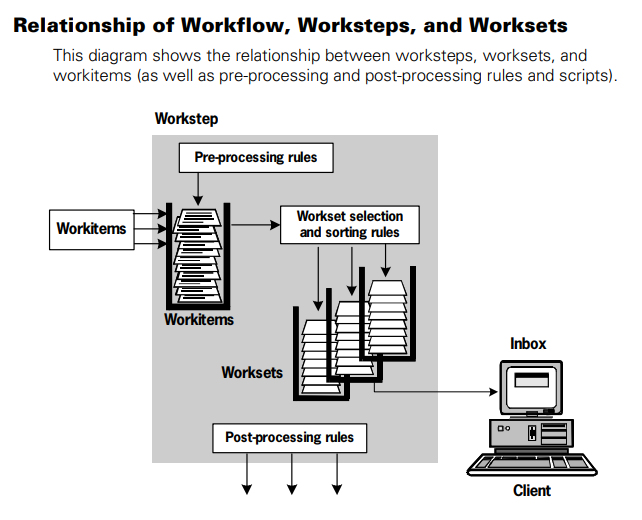 Relationship of Workflow, Worksteps, and Worksets
This diagram shows the relationship between worksteps, worksets, and
workitems (as well as pre-processing and post-processing rules and scripts).
Workstep
Pre-processing rules
Workitems
Workset selection
and sorting rules
Workitems
Worksets
Inbox
Post-processing rules
Client